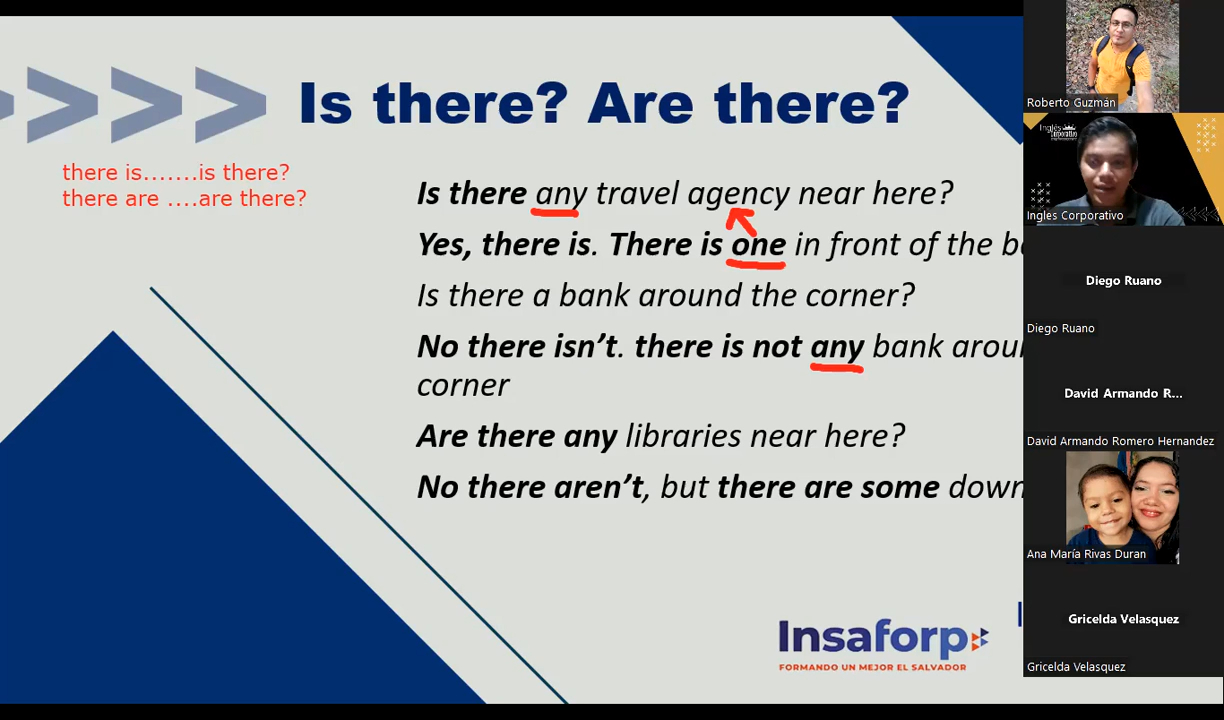 Is there? Are there?
there is.......is there?
there are ....are there?
Is there any travel agency near here?
Yes, there is. There is one in front of the
Is there a bank around the corner?
No there isn't. there is not any bank
corner
Are there any libraries near here?
No there aren't, but there are some
Insaforp
FORMANDO UN MEJOR EL SALVADOR
Roberto Guzmán
Inglés
Corporativo
Ingles Corporativo
Diego Ruano
Diego Ruano
David Armando R...
David Armando Romero Hernandez
Ana María Rivas Duran
Gricelda Velasquez
Gricelda Velasquez